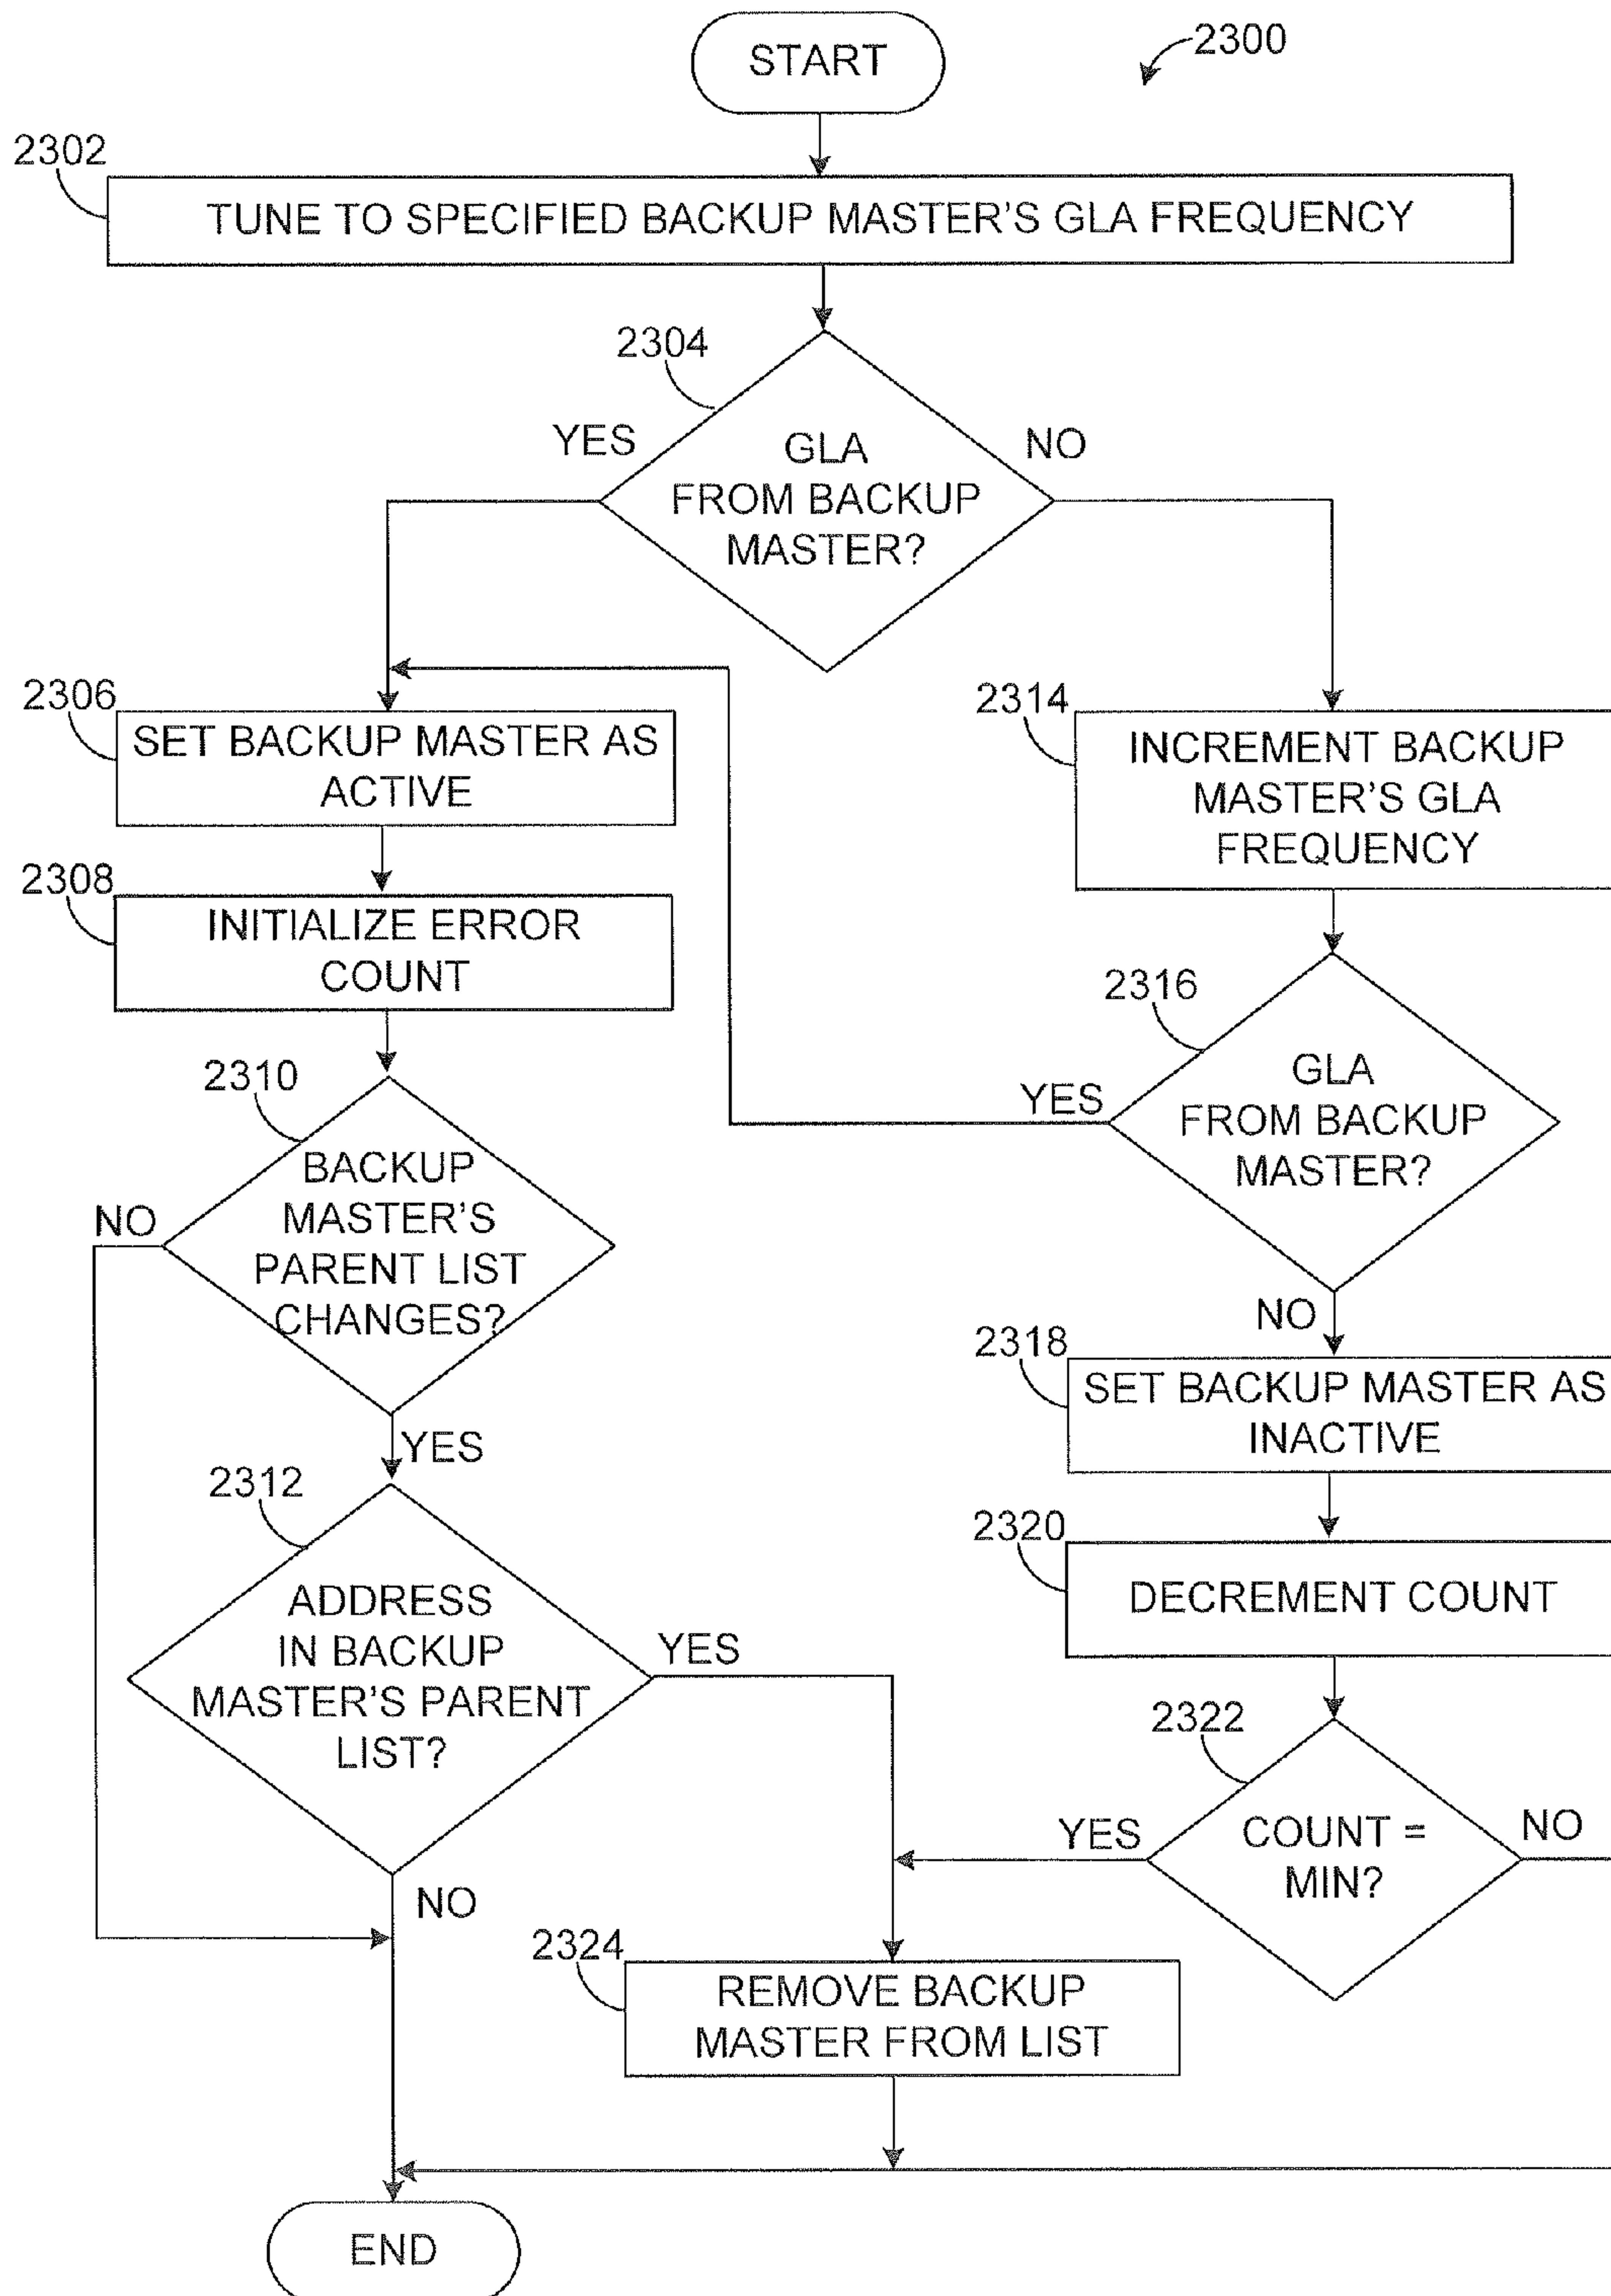 START
2300
2302
TUNE TO SPECIFIED BACKUP MASTER'S GLA FREQUENCY
2304
YES
NO
GLA
FROM BACKUP
MASTER?
2306
SET BACKUP MASTER AS
ACTIVE
2314
INCREMENT BACKUP
MASTER'S GLA
FREQUENCY
2308
INITIALIZE ERROR
COUNT
2316
YES
GLA
FROM BACKUP
MASTER?
NO
2310
NO
BACKUP
MASTER'S
PARENT LIST
CHANGES?
YES
2318
SET BACKUP MASTER AS
INACTIVE
2312
ADDRESS
IN BACKUP
MASTER'S PARENT
LIST?
YES
NO
2320
DECREMENT COUNT
2322
YES
COUNT =
MIN?
NO
2324
REMOVE BACKUP
MASTER FROM LIST
END